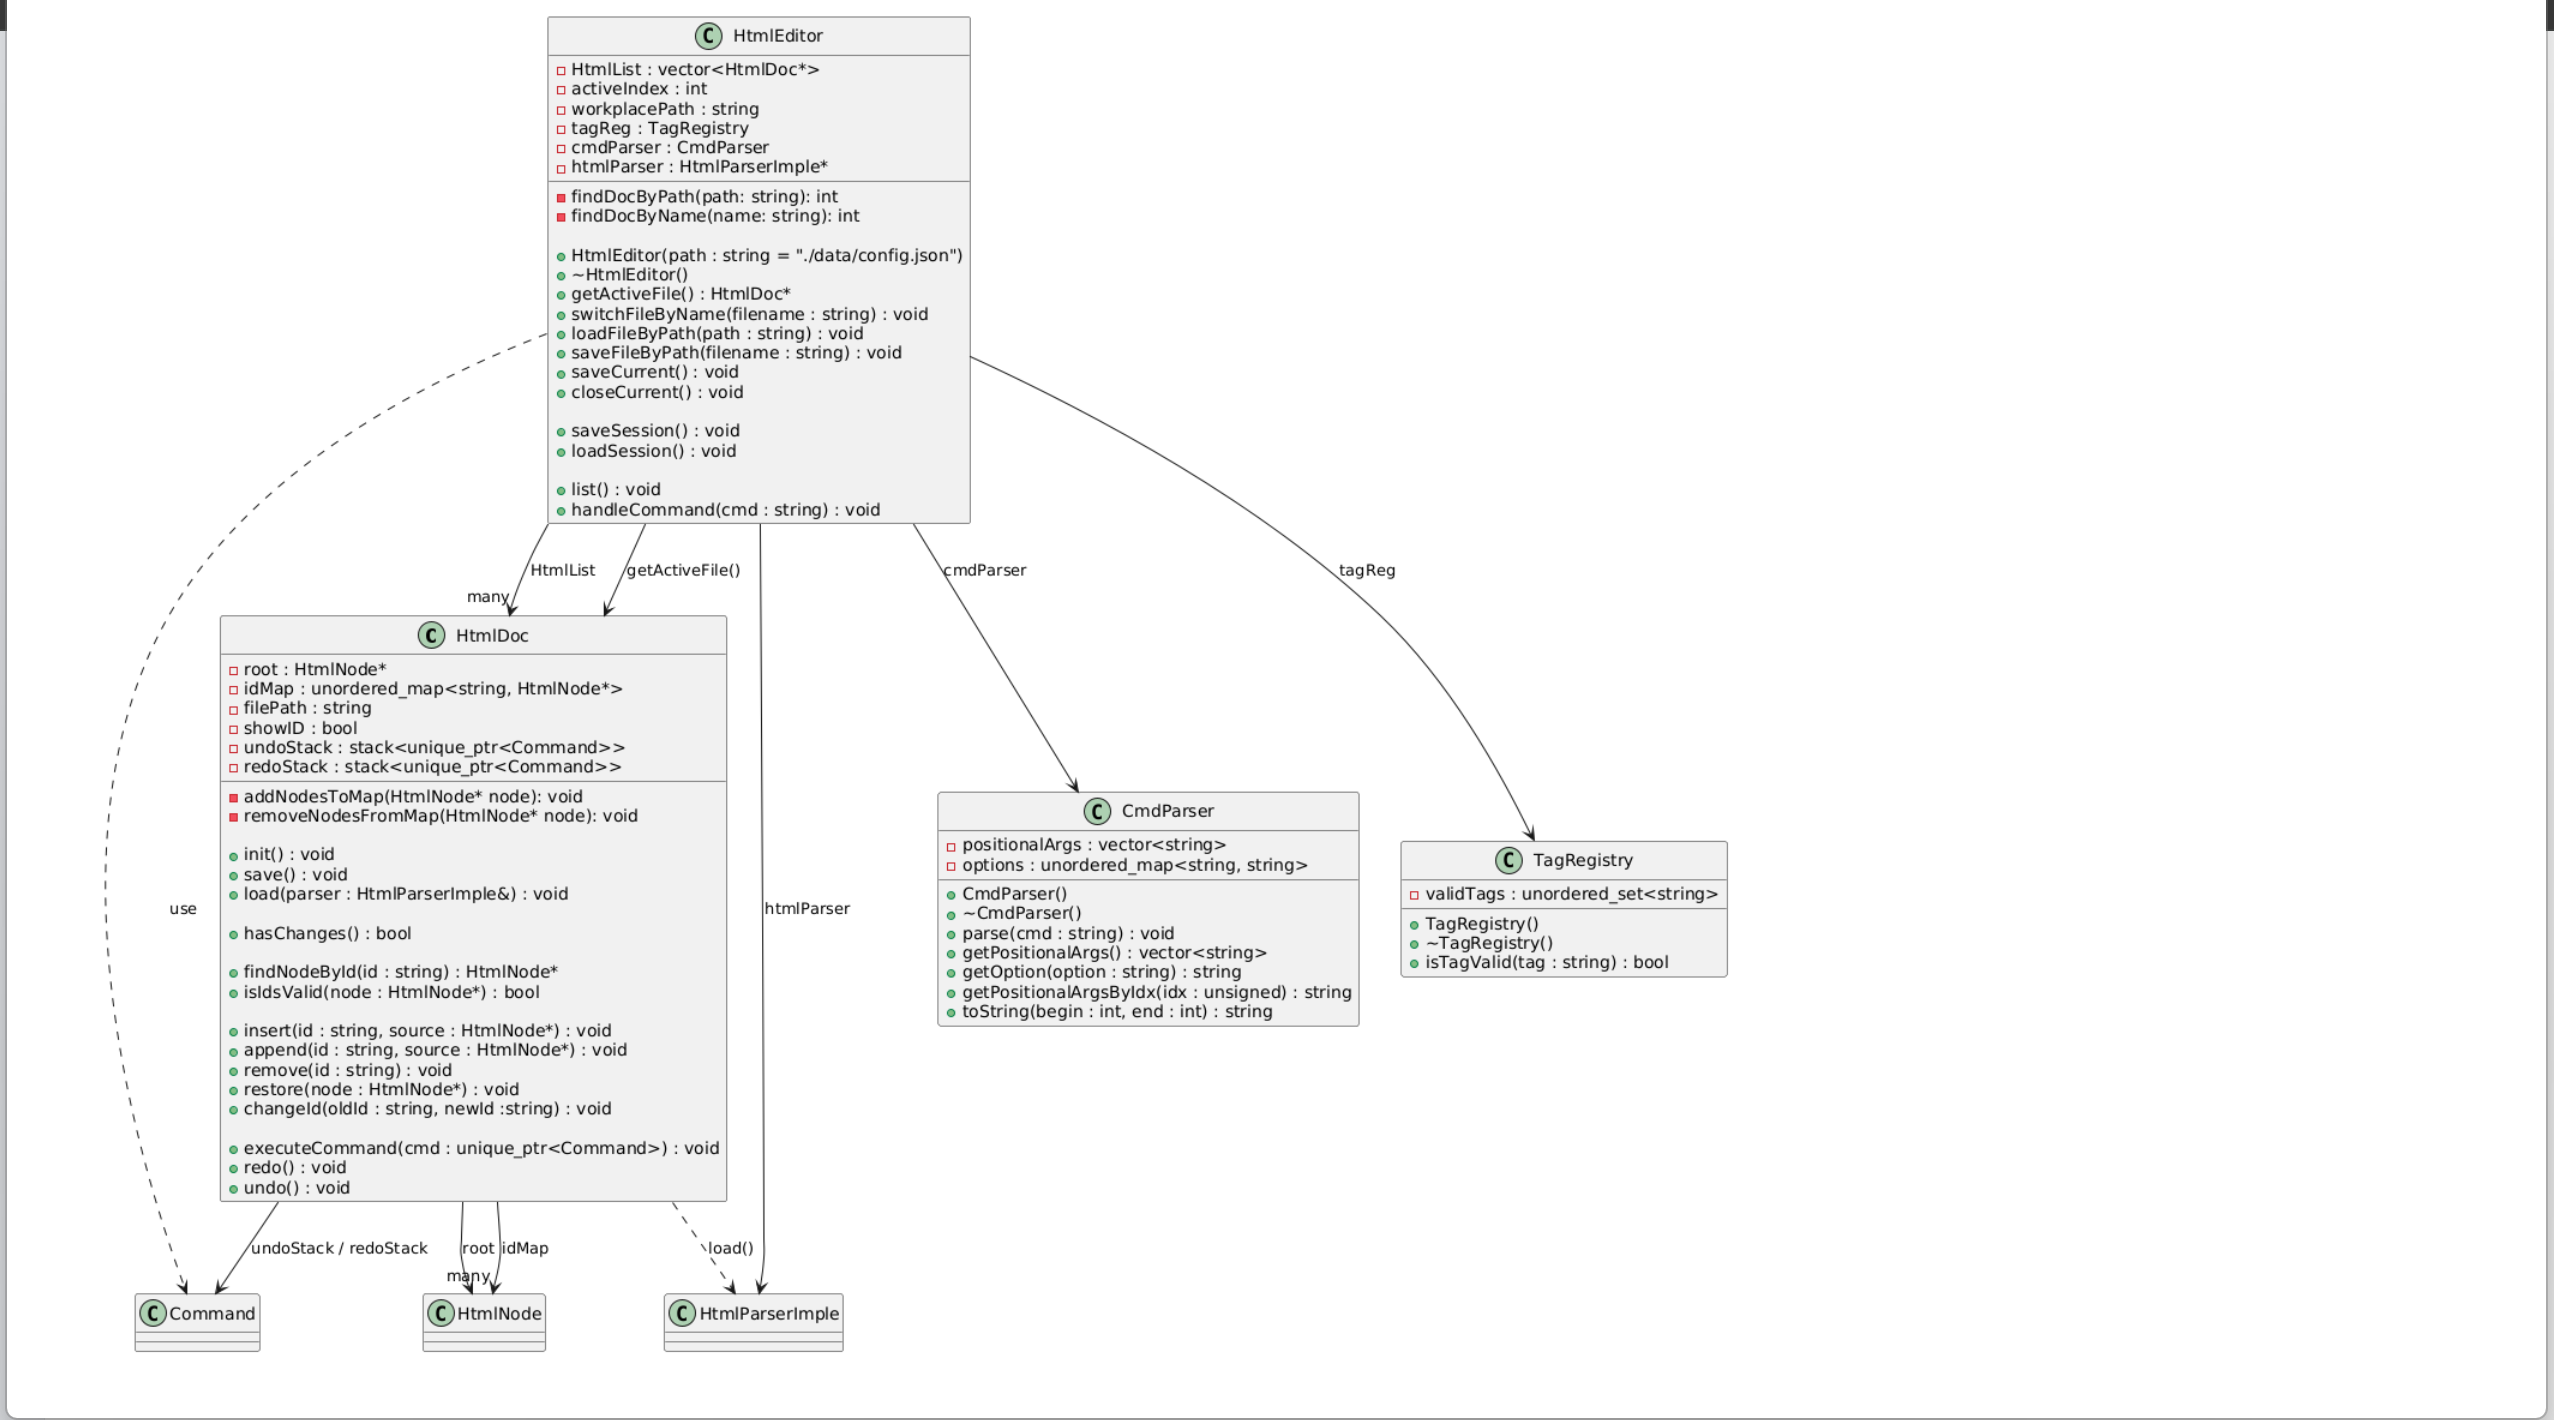 C HtmlEditor
HtmlList : vector<HtmlDoc*>
activeIndex : int
workplacePath : string
tagReg : TagRegistry
cmdParser : CmdParser
htmlParser : HtmlParserImple*
findDocByPath(path: string): int
findDocByName(name: string): int
HtmlEditor(path : string = "./data/config.json")
~HtmlEditor()
getActiveFile() : HtmlDoc*
switchFileByName(filename : string) : void
loadFileByPath(path : string) : void
saveFileByPath(filename : string) : void
saveCurrent() : void
closeCurrent() : void
saveSession() : void
loadSession() : void
list() : void
handleCommand(cmd : string) : void
HtmlList
getActiveFile()
cmdParser
tagReg
many
C HtmlDoc
root : HtmlNode*
idMap : unordered_map<string, HtmlNode*>
filePath : string
showID : bool
undoStack : stack<unique_ptr<Command>>
redoStack : stack<unique_ptr<Command>>
addNodesToMap(HtmlNode* node): void
removeNodesFromMap(HtmlNode* node): void
init() : void
save() : void
load(parser : HtmlParserImple&) : void
hasChanges() : bool
findNodeById(id : string) : HtmlNode*
isIdsValid(node : HtmlNode*) : bool
insert(id : string, source : HtmlNode*) : void
append(id : string, source : HtmlNode*) : void
remove(id : string) : void
restore(node : HtmlNode*) : void
changeId(oldId : string, newId :string) : void
executeCommand(cmd : unique_ptr<Command>) : void
redo() : void
undo() : void
use
htmlParser
C CmdParser
positionalArgs : vector<string>
options : unordered_map<string, string>
CmdParser()
~CmdParser()
parse(cmd : string) : void
getPositionalArgs() : vector<string>
getOption(option : string) : string
getPositionalArgsByIdx(idx : unsigned) : string
toString(begin : int, end : int) : string
C TagRegistry
validTags : unordered_set<string>
TagRegistry()
~TagRegistry()
isTagValid(tag : string) : bool
undoStack / redoStack
root
idMap
load()
many
C Command
C HtmlNode
C HtmlParserImple